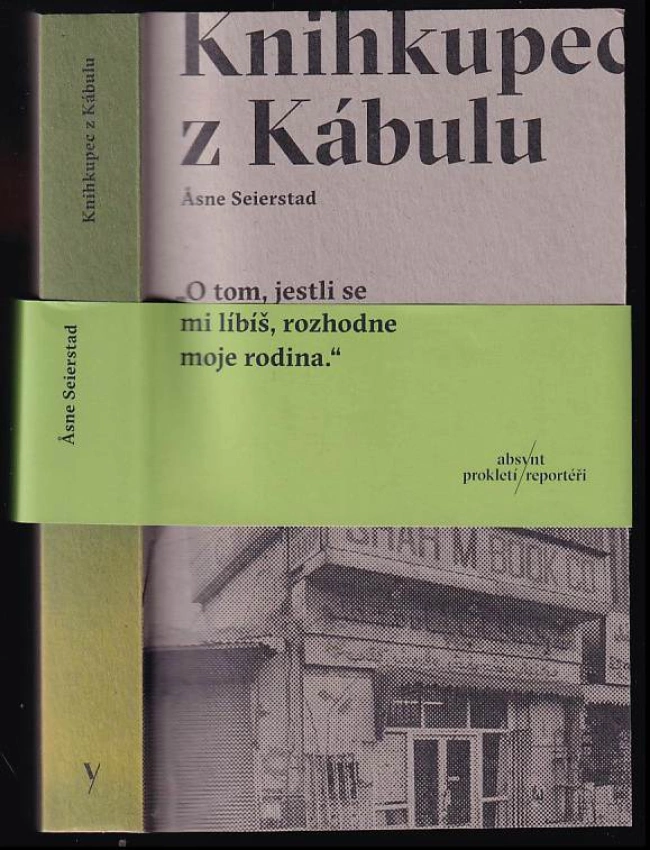 Knihkupec z Kábulu
Åsne Seierstad
Knihkupec
z Kábulu
Åsne Seierstad
„O tom, jestli se
mi líbíš, rozhodne
moje rodina.“
absynt
prokletí/reportéři
SHAH M BOOK CO